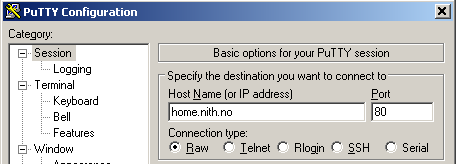 PuTTY Configuration
Category:
Session
Logging
Terminal
Keyboard
Bell
Features
Window
Basic options for your PuTTY session
Specify the destination you want to connect to
Host Name (or IP address) Port
home.nith.no 80
Connection type:
Raw Telnet Rlogin SSH Serial